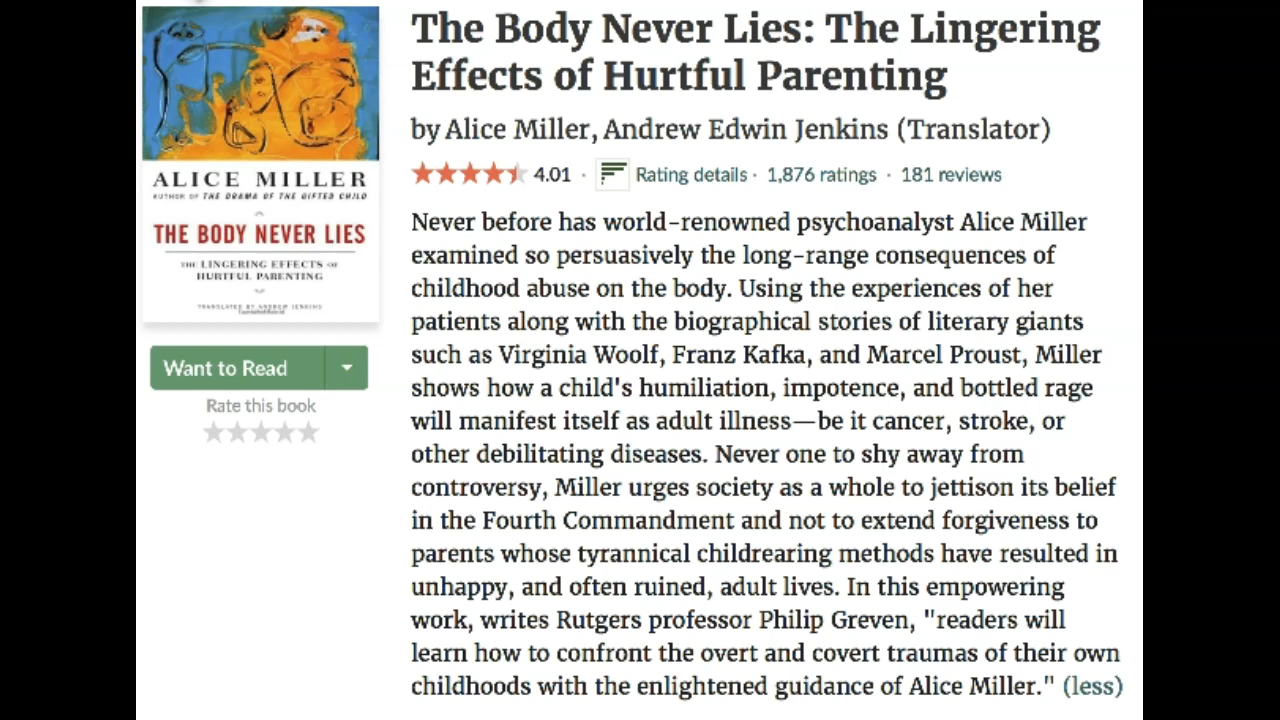 The Body Never Lies: The Lingering
Effects of Hurtful Parenting
by Alice Miller, Andrew Edwin Jenkins (Translator)
4.01 · Rating details · 1,876 ratings · 181 reviews
Never before has world-renowned psychoanalyst Alice Miller
examined so persuasively the long-range consequences of
childhood abuse on the body. Using the experiences of her
patients along with the biographical stories of literary giants
such as Virginia Woolf, Franz Kafka, and Marcel Proust, Miller
shows how a child's humiliation, impotence, and bottled rage
will manifest itself as adult illness—be it cancer, stroke, or
other debilitating diseases. Never one to shy away from
controversy, Miller urges society as a whole to jettison its belief
in the Fourth Commandment and not to extend forgiveness to
parents whose tyrannical childrearing methods have resulted in
unhappy, and often ruined, adult lives. In this empowering
work, writes Rutgers professor Philip Greven, "readers will
learn how to confront the overt and covert traumas of their own
childhoods with the enlightened guidance of Alice Miller." (less)
ALICE MILLER
AUTHOR OF THE DRAMA OF THE GIFTED CHILD
THE BODY NEVER LIES
THE LINGERING EFFECTS OF
HURTFUL PARENTING
TRANSLATED BY ANDREW JENKINS
Want to Read
Rate this book